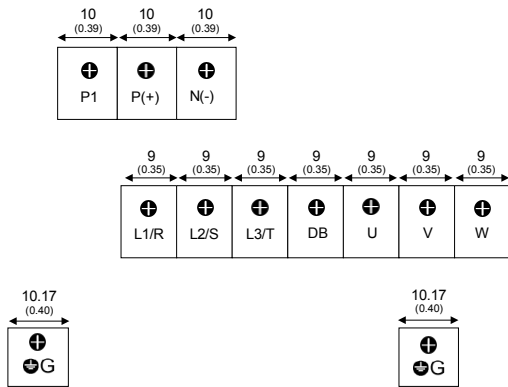 10 10 10
(0.39) (0.39) (0.39)
P1 P(+) N(-)
9 9 9 9 9 9 9
(0.35) (0.35) (0.35) (0.35) (0.35) (0.35) (0.35)
L1/R L2/S L3/T DB U V W
10.17 10.17
(0.40) (0.40)
G G